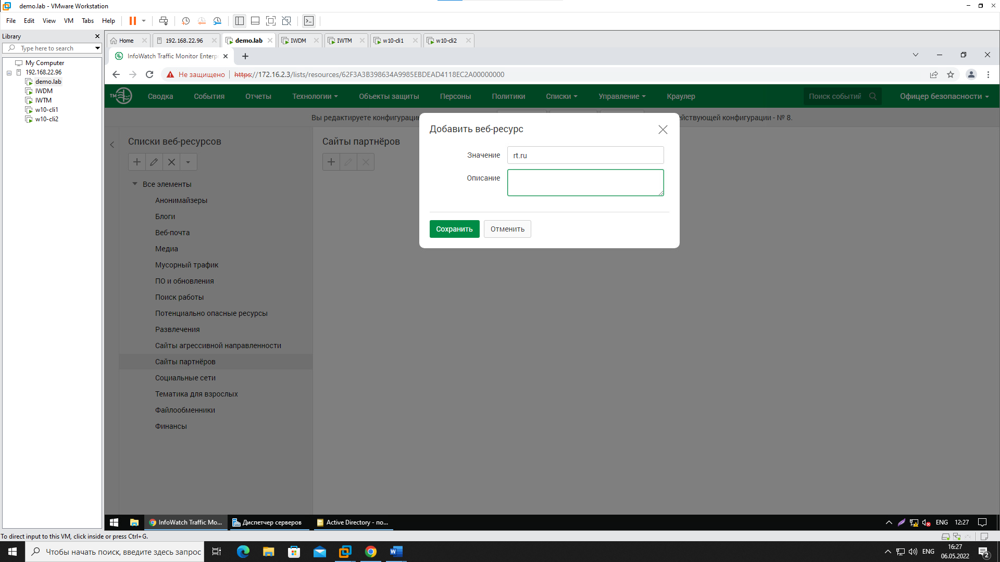 demo.lab - VMware Workstation
File Edit View VM Tabs Help
Library
Type here to search
My Computer
192.168.22.96
demo.lab
IWDM
IWTM
w10-cli1
w10-cli2
Home 192.168.22.96 demo.lab IWDM IWTM w10-cli1 w10-cli2
InfoWatch Traffic Monitor Enterp
Не защищено https://172.16.2.3/lists/resources/62F3A3B398634A9985EBDEAD4118EC2A00000000
TM Сводка События Отчеты Технологии Объекты защиты Персоны Политики Списки Управление Краулер Поиск событий Офицер безопасности
Вы редактируете конфигурацию
йствующей конфигурации - № 8.
Списки веб-ресурсов
Все элементы
Анонимайзеры
Блоги
Веб-почта
Медиа
Мусорный трафик
ПО и обновления
Поиск работы
Потенциально опасные ресурсы
Развлечения
Сайты агрессивной направленности
Сайты партнёров
Социальные сети
Тематика для взрослых
Файлообменники
Финансы
Сайты партнёров
Добавить веб-ресурс
Значение rt.ru
Описание
Сохранить Отменить
InfoWatch Traffic Mo... Диспетчер серверов Active Directory - по... ENG 12:27
To direct input to this VM, click inside or press Ctrl+G.
Чтобы начать поиск, введите здесь запрос
ENG 16:27
06.05.2022
2